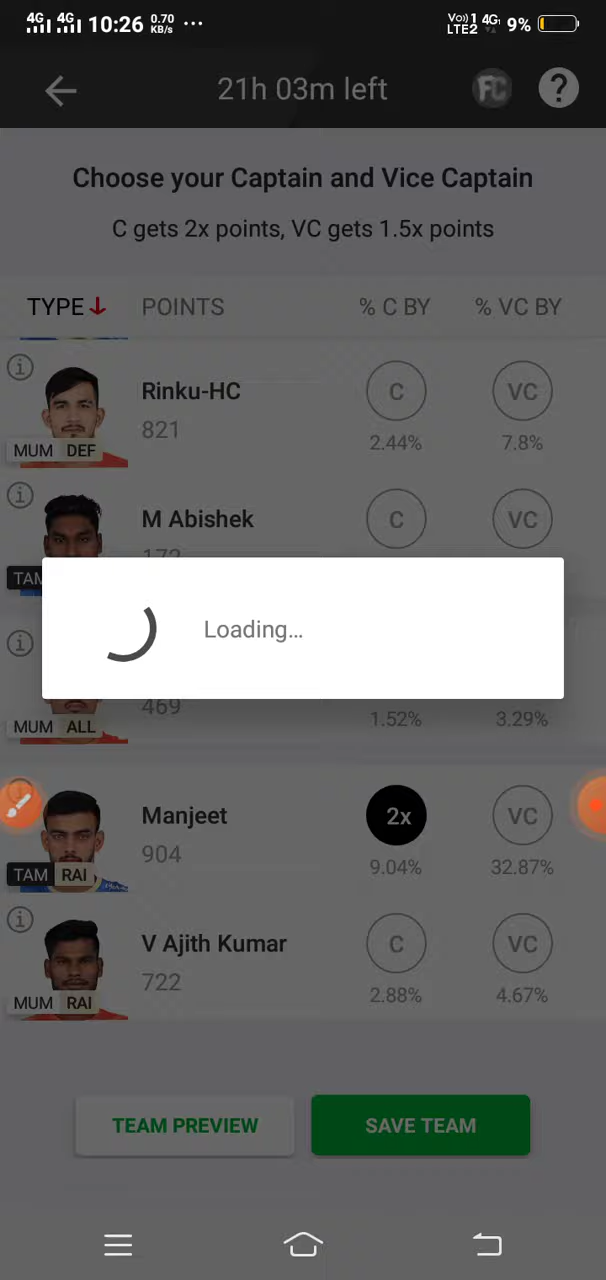 4G 4G 10:26 0.70 KB/s ... Vo) 1 4G LTE2 9%
21h 03m left FC ?
Choose your Captain and Vice Captain
C gets 2x points, VC gets 1.5x points
TYPE POINTS % C BY % VC BY
Rinku-HC C VC
821 2.44% 7.8%
MUM DEF
M Abishek C VC
172
TAM
Loading...
469 1.52% 3.29%
MUM ALL
Manjeet 2x VC
904 9.04% 32.87%
TAM RAI
V Ajith Kumar C VC
722 2.88% 4.67%
MUM RAI
TEAM PREVIEW SAVE TEAM